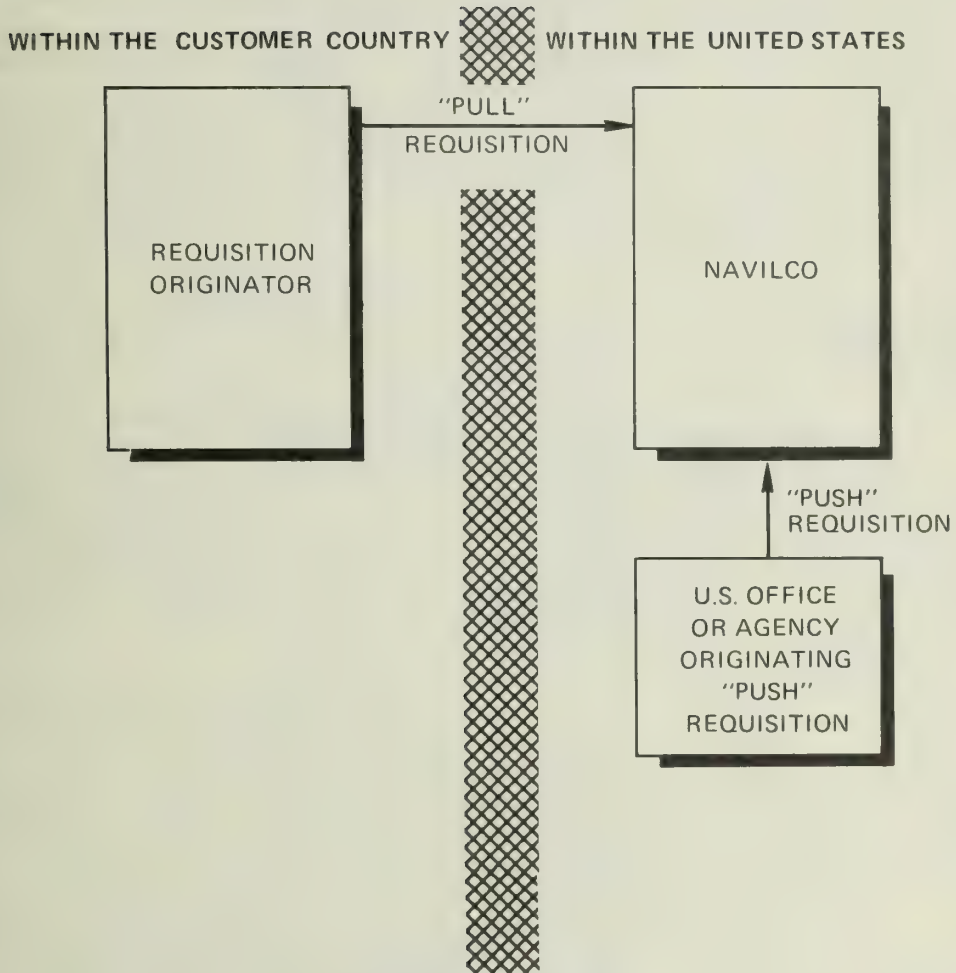 WITHIN THE CUSTOMER COUNTRY
WITHIN THE UNITED STATES
"PULL"
REQUISITION
REQUISITION
ORIGINATOR
NAVILCO
"PUSH"
REQUISITION
U.S. OFFICE
OR AGENCY
ORIGINATING
"PUSH"
REQUISITION